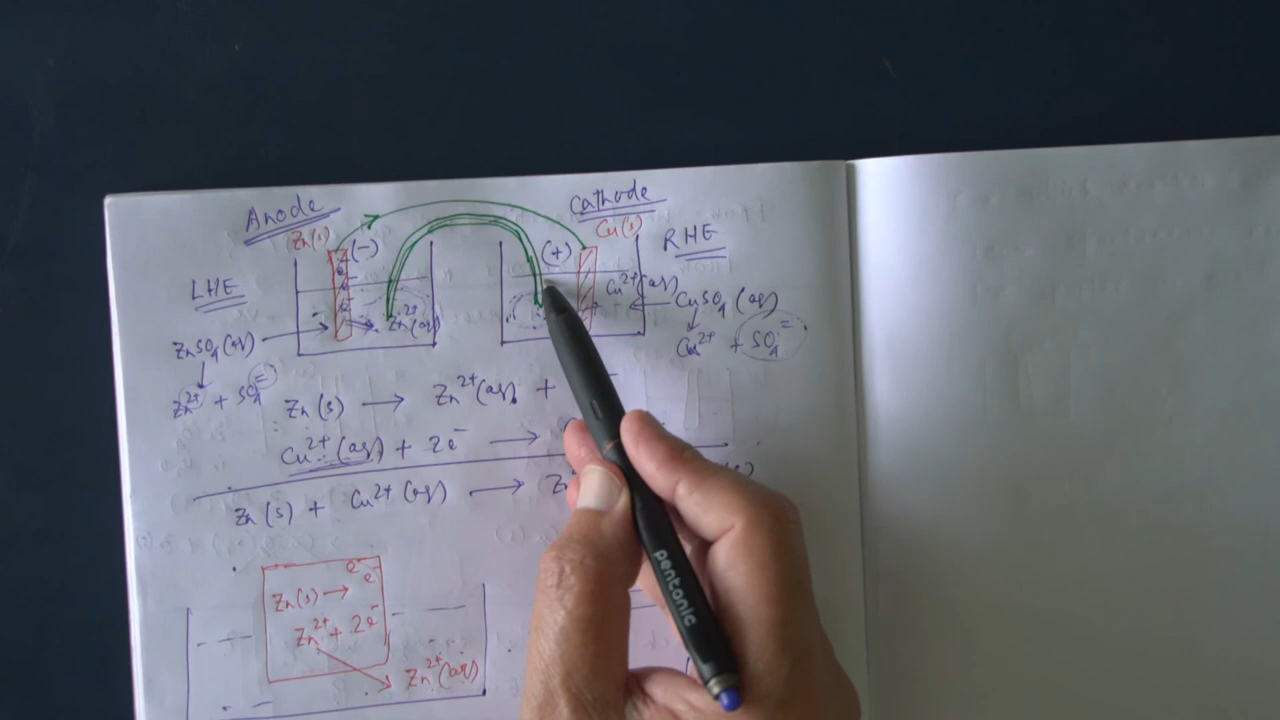 Anode
Cathode
Zn(s)
(-)
(+)
Cu(s)
RHE
LHE
Cu²⁺(aq)
CuSO₄(aq)
Zn²⁺(aq)
ZnSO₄(aq)
Cu²⁺ + SO₄⁼
Zn²⁺ + SO₄⁼
Zn(s) → Zn²⁺(aq) +
Cu²⁺(aq) + 2e⁻ →
Zn(s) + Cu²⁺(aq) →
e⁻
e⁻
Zn(s) →
Zn²⁺ + 2e⁻
Zn²⁺(aq)
pentonic